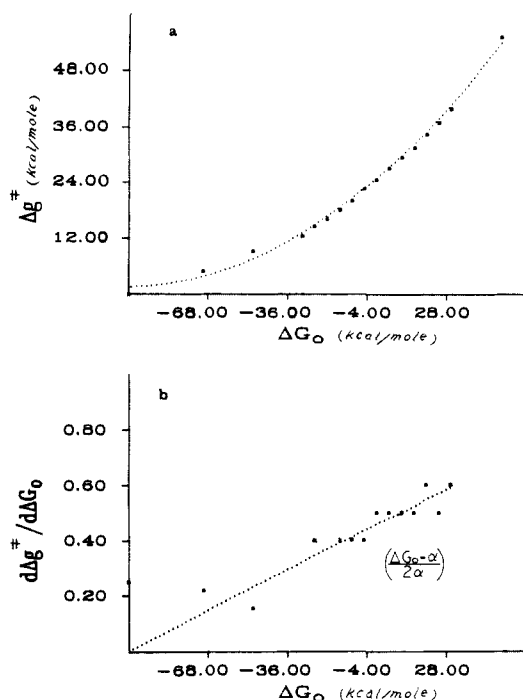 a
48.00
36.00
24.00
12.00
Δg‡ (kcal/mole)
-68.00 -36.00 -4.00 28.00
ΔG₀ (kcal/mole)
b
0.80
0.60
0.40
0.20
dΔg‡/dΔG₀
(ΔG₀-α
2α)
-68.00 -36.00 -4.00 28.00
ΔG₀ (kcal/mole)